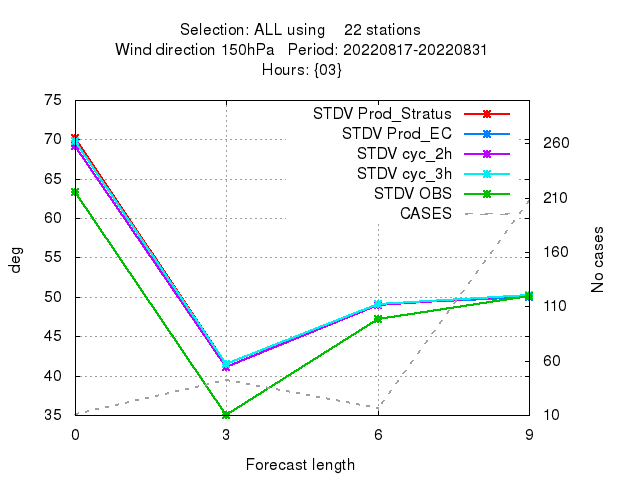 Selection: ALL using    22 stations
Wind direction 150hPa   Period: 20220817-20220831
Hours: {03}
STDV Prod_Stratus
STDV Prod_EC
STDV cyc_2h
STDV cyc_3h
STDV OBS
CASES
75
70
65
60
55
50
45
40
35
260
210
160
110
60
10
deg
No cases
0 3 6 9
Forecast length